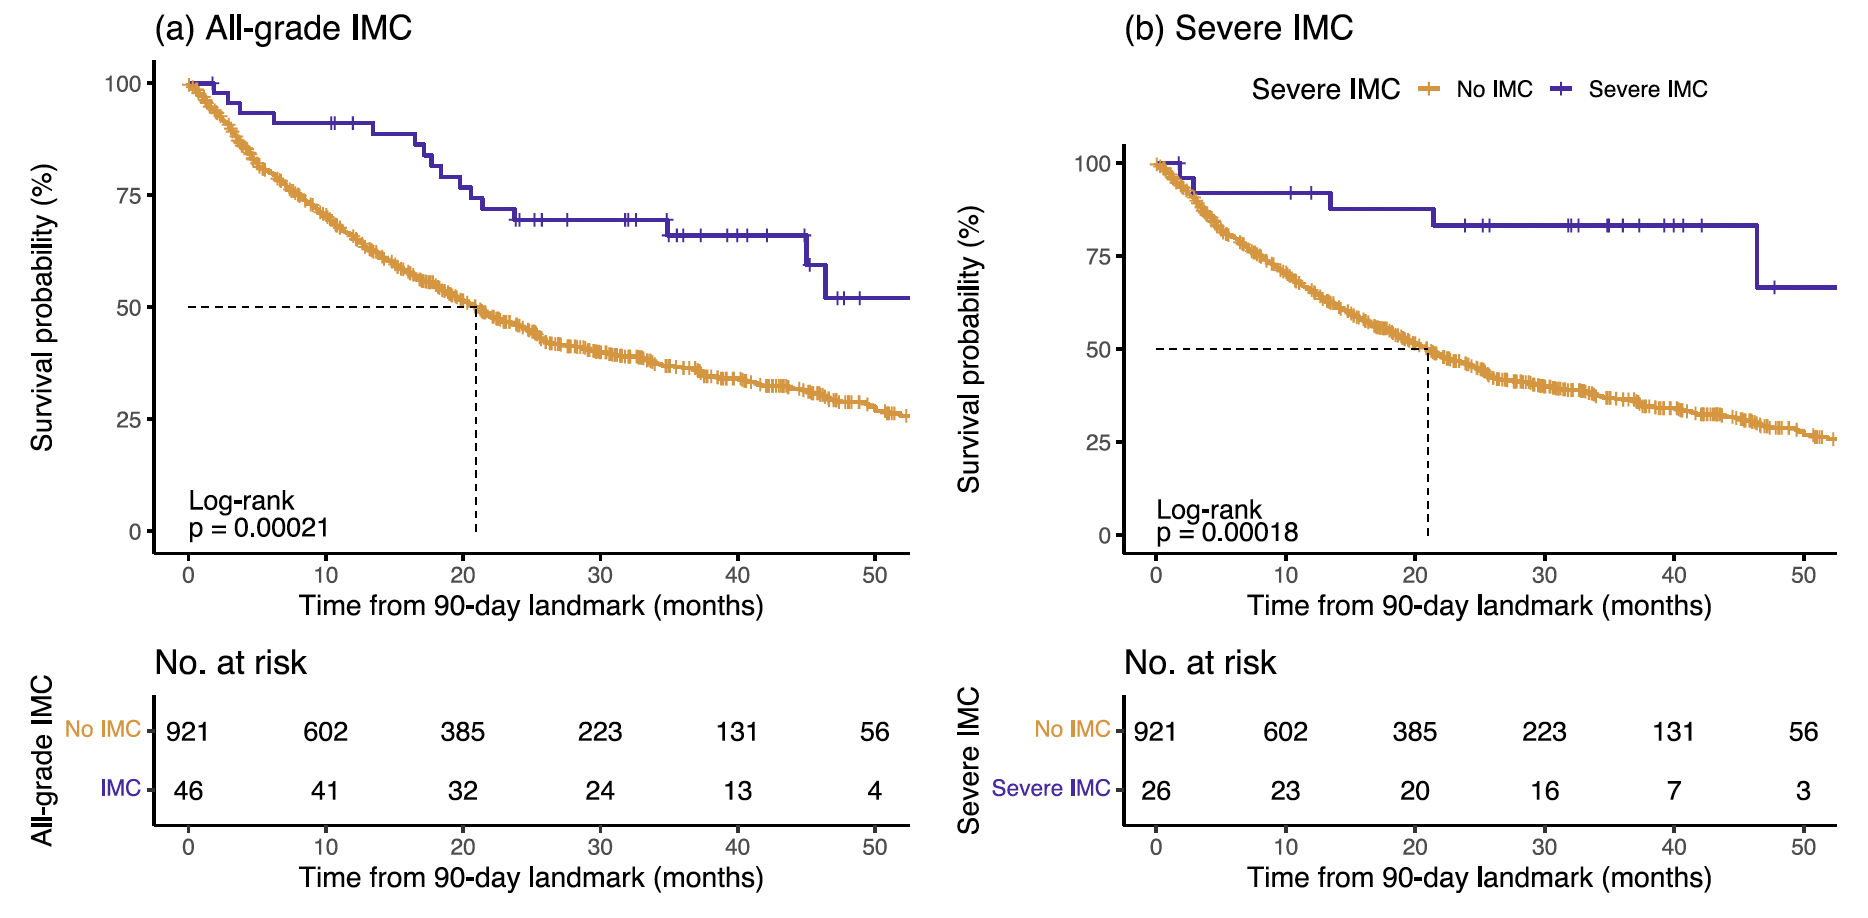 (a) All-grade IMC
Survival probability (%)
100
75
50
25
0
Log-rank
p = 0.00021
0 10 20 30 40 50
Time from 90-day landmark (months)
No. at risk
All-grade IMC
No IMC 921 602 385 223 131 56
IMC 46 41 32 24 13 4
0 10 20 30 40 50
Time from 90-day landmark (months)
(b) Severe IMC
Severe IMC No IMC Severe IMC
Survival probability (%)
100
75
50
25
0
Log-rank
p = 0.00018
0 10 20 30 40 50
Time from 90-day landmark (months)
No. at risk
Severe IMC
No IMC 921 602 385 223 131 56
Severe IMC 26 23 20 16 7 3
0 10 20 30 40 50
Time from 90-day landmark (months)